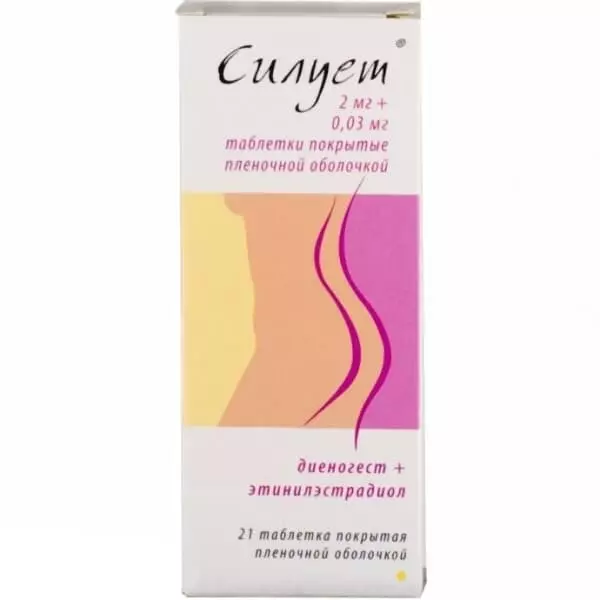 Силует®
2 мг +
0,03 мг
таблетки покрытые
пленочной оболочкой
диеногест +
этинилэстрадиол
21 таблетка покрытая
пленочной оболочкой